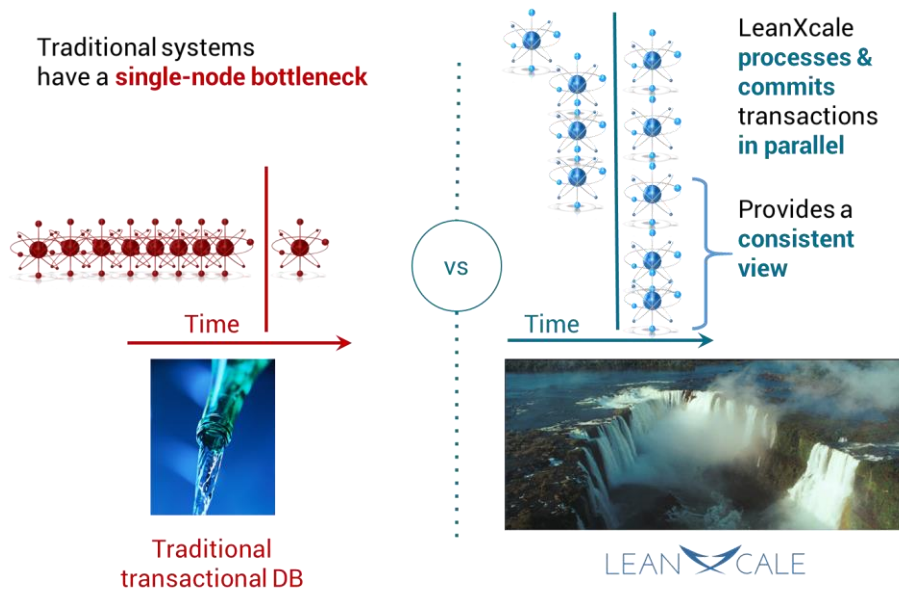 Traditional systems
have a single-node bottleneck
Time
Traditional
transactional DB
vs
LeanXcale
processes &
commits
transactions
in parallel
Provides a
consistent
view
Time
LEANXCALE